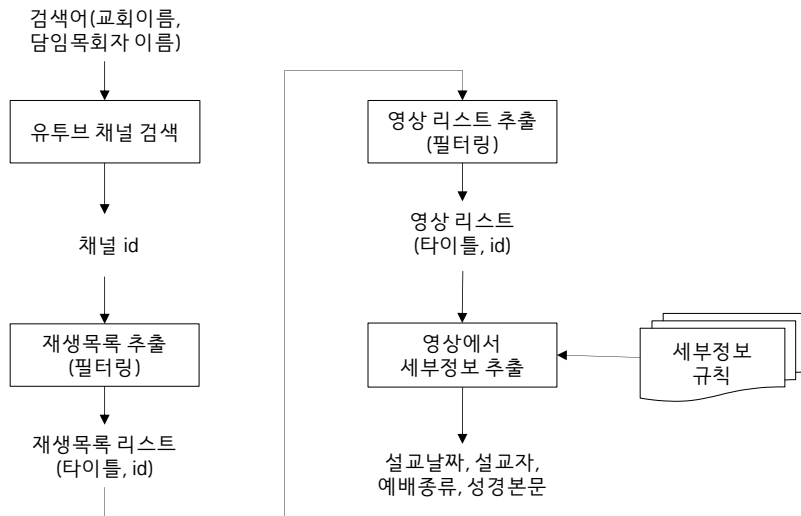 검색어(교회이름,
담임목회자 이름)
유투브 채널 검색
채널 id
재생목록 추출
(필터링)
재생목록 리스트
(타이틀, id)
영상 리스트 추출
(필터링)
영상 리스트
(타이틀, id)
영상에서
세부정보 추출
세부정보
규칙
설교날짜, 설교자,
예배종류, 성경본문